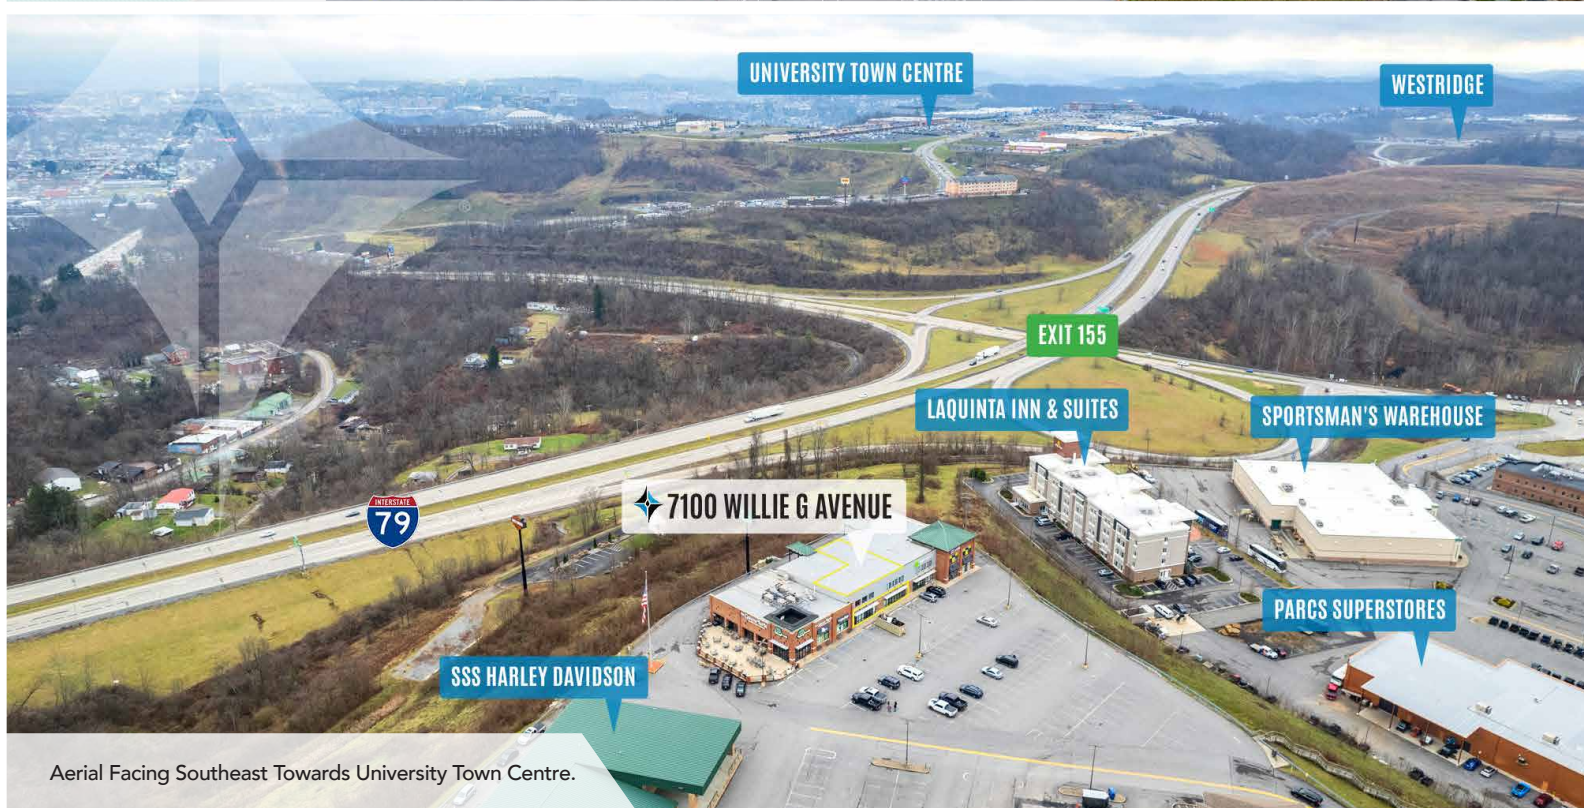 UNIVERSITY TOWN CENTRE
WESTRIDGE
EXIT 155
LAQUINTA INN & SUITES
SPORTSMAN'S WAREHOUSE
INTERSTATE
79
7100 WILLIE G AVENUE
PARCS SUPERSTORES
SSS HARLEY DAVIDSON
Aerial Facing Southeast Towards University Town Centre.